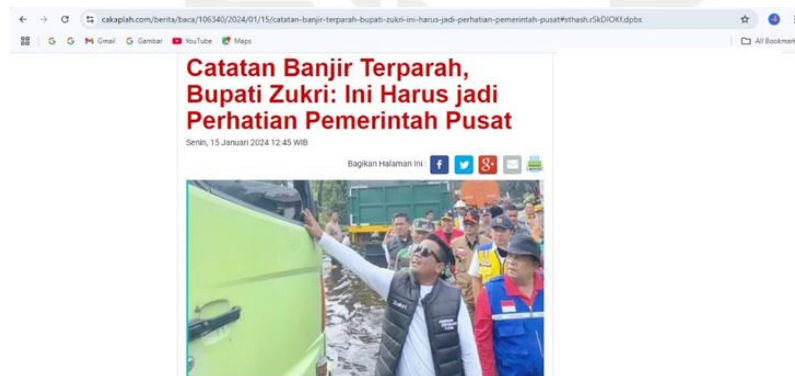 cakaplah.com/berita/baca/106340/2024/01/15/catatan-banjir-terparah-bupati-zukri-ini-harus-jadi-perhatian-pemerintah-pusat#sthash.rSkDIOKf.dpbs
Gmail Gambar YouTube Maps All Bookmark
Catatan Banjir Terparah,
Bupati Zukri: Ini Harus jadi
Perhatian Pemerintah Pusat
Senin, 15 Januari 2024 12:45 WIB
Bagikan Halaman Ini :